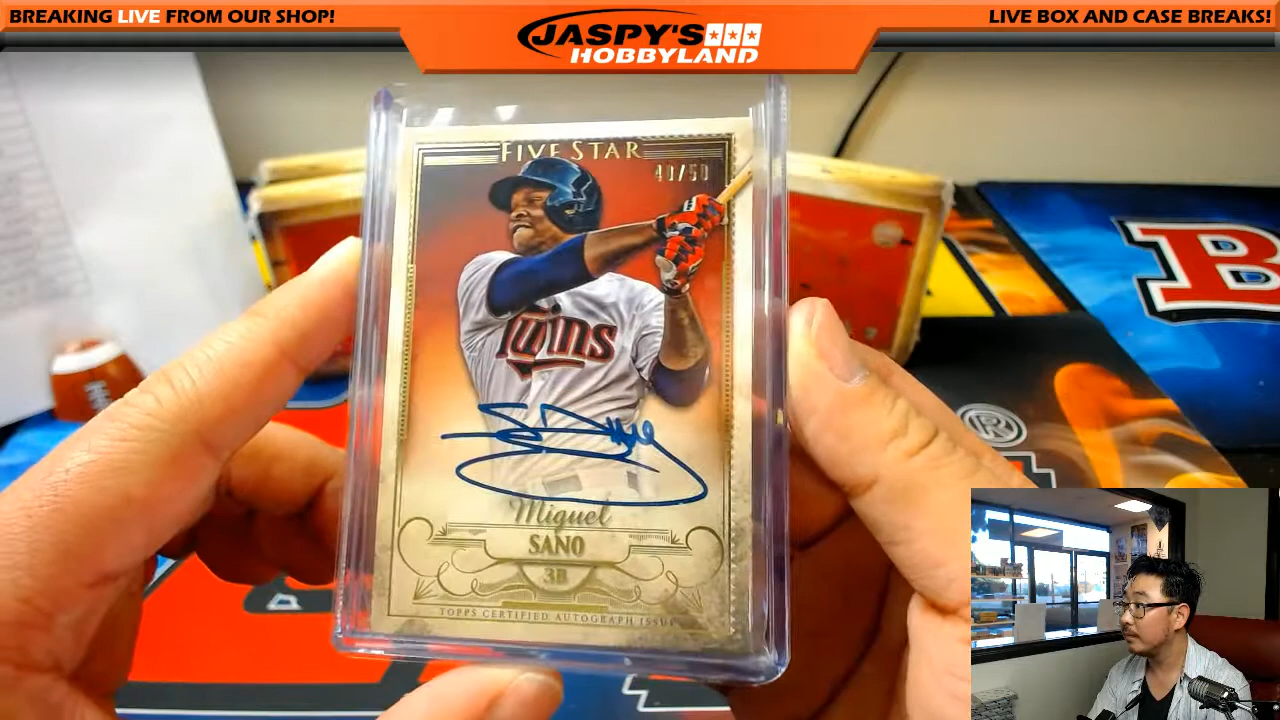 BREAKING LIVE FROM OUR SHOP!
JASPY'S
HOBBYLAND
LIVE BOX AND CASE BREAKS!
FIVE STAR
40/50
Twins
Miguel
SANO
3B
TOPPS CERTIFIED AUTOGRAPH ISSUE
B
®